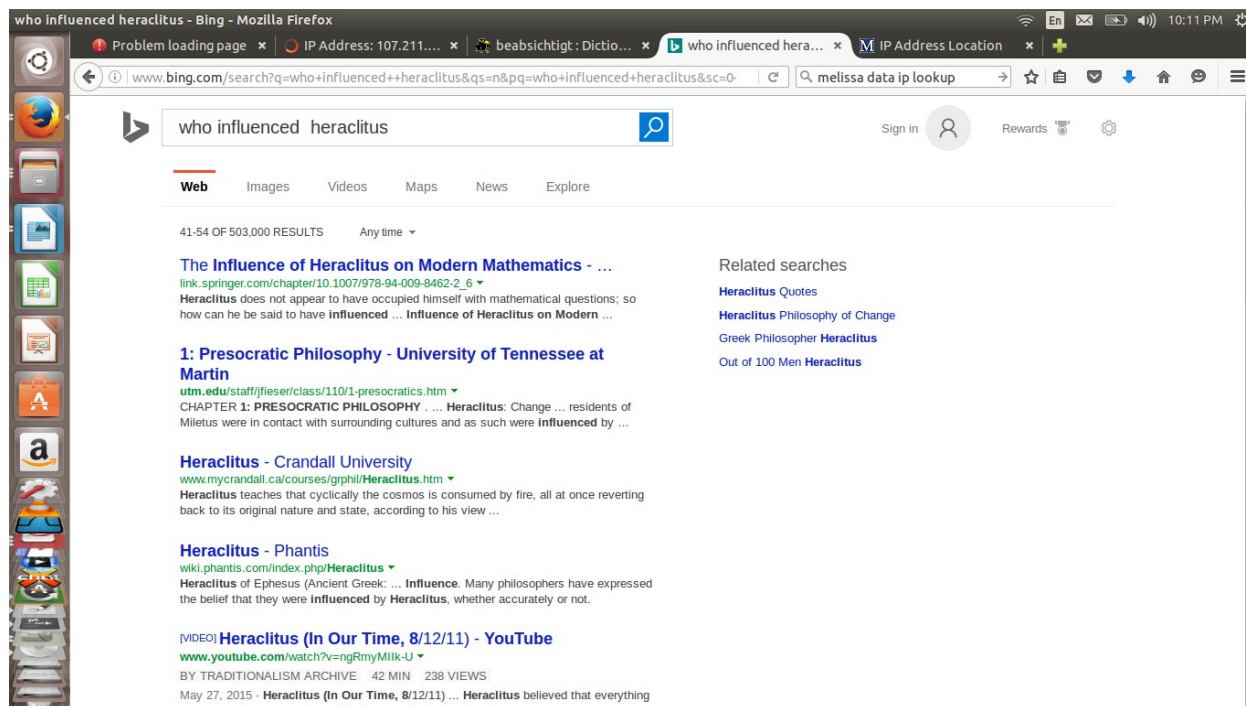 who influenced heraclitus - Bing - Mozilla Firefox
En
10:11 PM
Problem loading page
IP Address: 107.211....
beabsichtigt : Dictio...
who influenced hera...
IP Address Location
www.bing.com/search?q=who+influenced++heraclitus&qs=n&pq=who+influenced+heraclitus&sc=0-
melissa data ip lookup
who influenced  heraclitus
Sign in
Rewards
Web
Images
Videos
Maps
News
Explore
41-54 OF 503,000 RESULTS
Any time
The Influence of Heraclitus on Modern Mathematics - ...
link.springer.com/chapter/10.1007/978-94-009-8462-2_6
Heraclitus does not appear to have occupied himself with mathematical questions; so
how can he be said to have influenced ... Influence of Heraclitus on Modern ...
1: Presocratic Philosophy - University of Tennessee at
Martin
utm.edu/staff/jfieser/class/110/1-presocratics.htm
CHAPTER 1: PRESOCRATIC PHILOSOPHY . ... Heraclitus: Change ... residents of
Miletus were in contact with surrounding cultures and as such were influenced by ...
Heraclitus - Crandall University
www.mycrandall.ca/courses/grphil/Heraclitus.htm
Heraclitus teaches that cyclically the cosmos is consumed by fire, all at once reverting
back to its original nature and state, according to his view ...
Heraclitus - Phantis
wiki.phantis.com/index.php/Heraclitus
Heraclitus of Ephesus (Ancient Greek: ... Influence. Many philosophers have expressed
the belief that they were influenced by Heraclitus, whether accurately or not.
[VIDEO] Heraclitus (In Our Time, 8/12/11) - YouTube
www.youtube.com/watch?v=ngRmyMIIk-U
BY TRADITIONALISM ARCHIVE 42 MIN 238 VIEWS
May 27, 2015 · Heraclitus (In Our Time, 8/12/11) ... Heraclitus believed that everything
Related searches
Heraclitus Quotes
Heraclitus Philosophy of Change
Greek Philosopher Heraclitus
Out of 100 Men Heraclitus